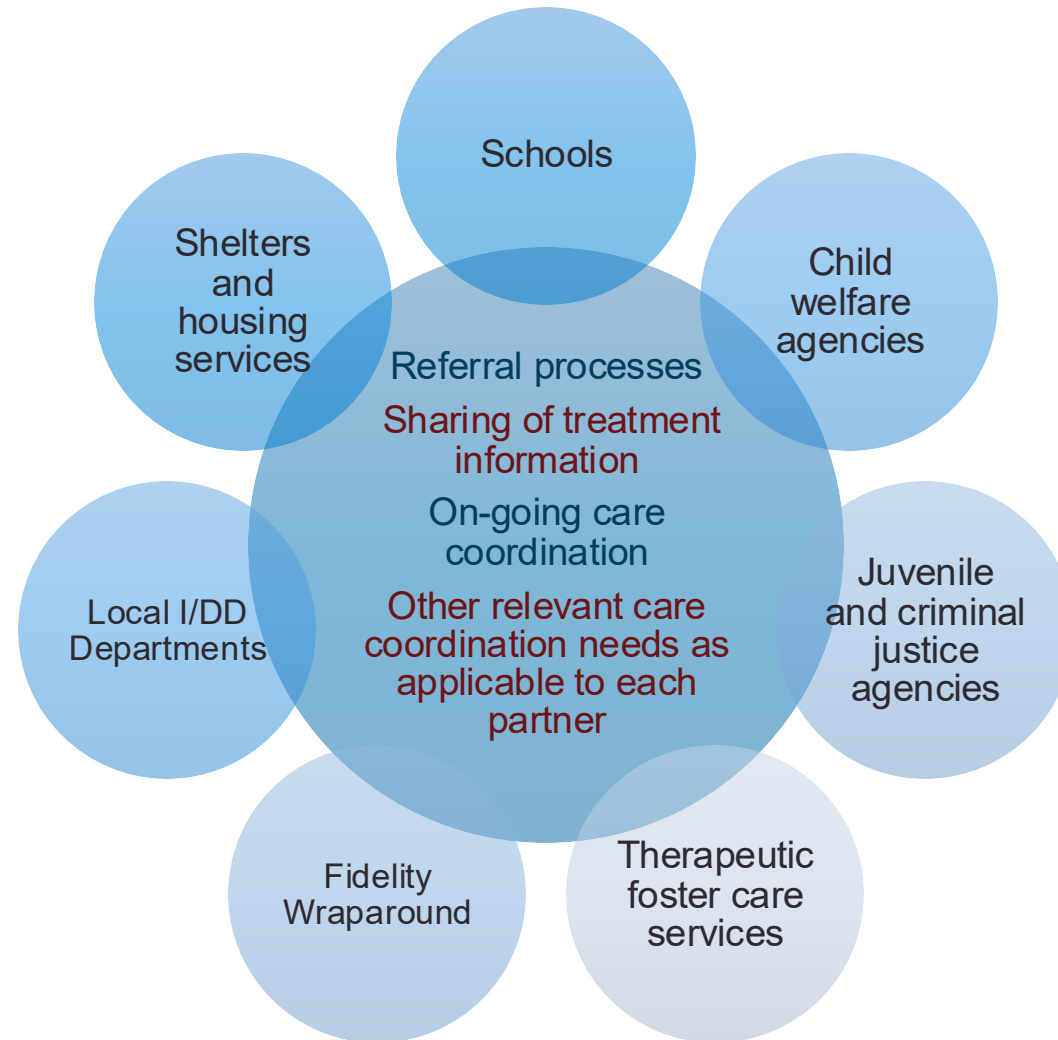 Schools
Child
welfare
agencies
Juvenile
and criminal
justice
agencies
Therapeutic
foster care
services
Fidelity
Wraparound
Local I/DD
Departments
Shelters
and
housing
services
Referral processes
Sharing of treatment
information
On-going care
coordination
Other relevant care
coordination needs as
applicable to each
partner